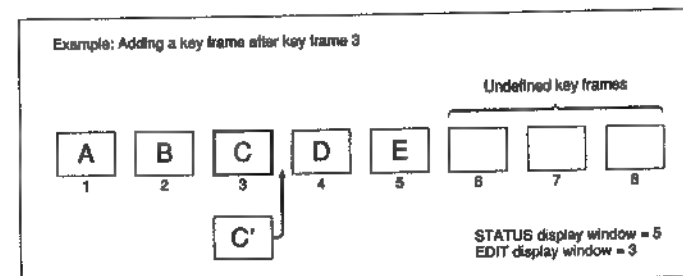 Example: Adding a key frame after key frame 3
Undefined key frames
A B C D E
1 2 3 4 5 6 7 8
C'
STATUS display window = 5
EDIT display window = 3